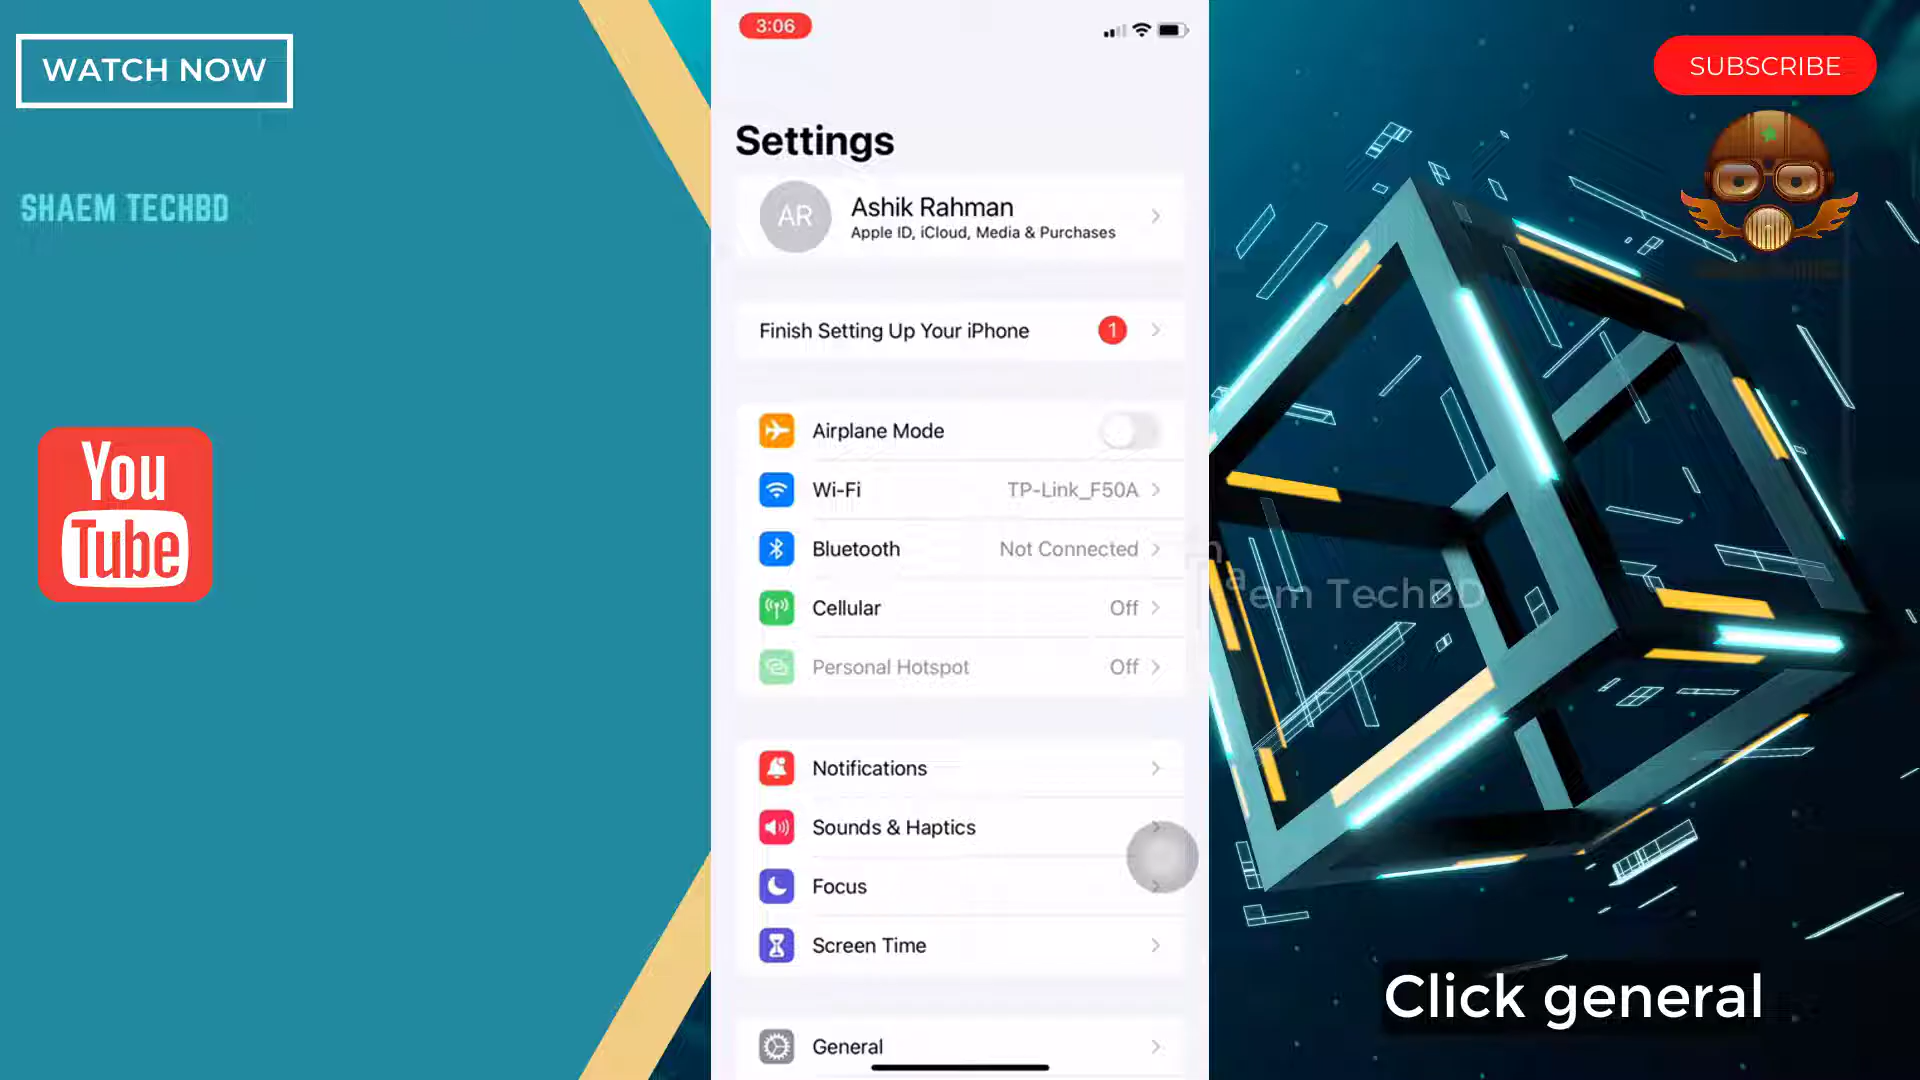 WATCH NOW
SHAEM TECHBD
You
Tube
3:06
Settings
AR
Ashik Rahman
Apple ID, iCloud, Media & Purchases
Finish Setting Up Your iPhone
1
Airplane Mode
Wi-Fi
TP-Link_F50A
Bluetooth
Not Connected
Cellular
Off
Personal Hotspot
Off
Notifications
Sounds & Haptics
Focus
Screen Time
General
SUBSCRIBE
TechBD
Click general